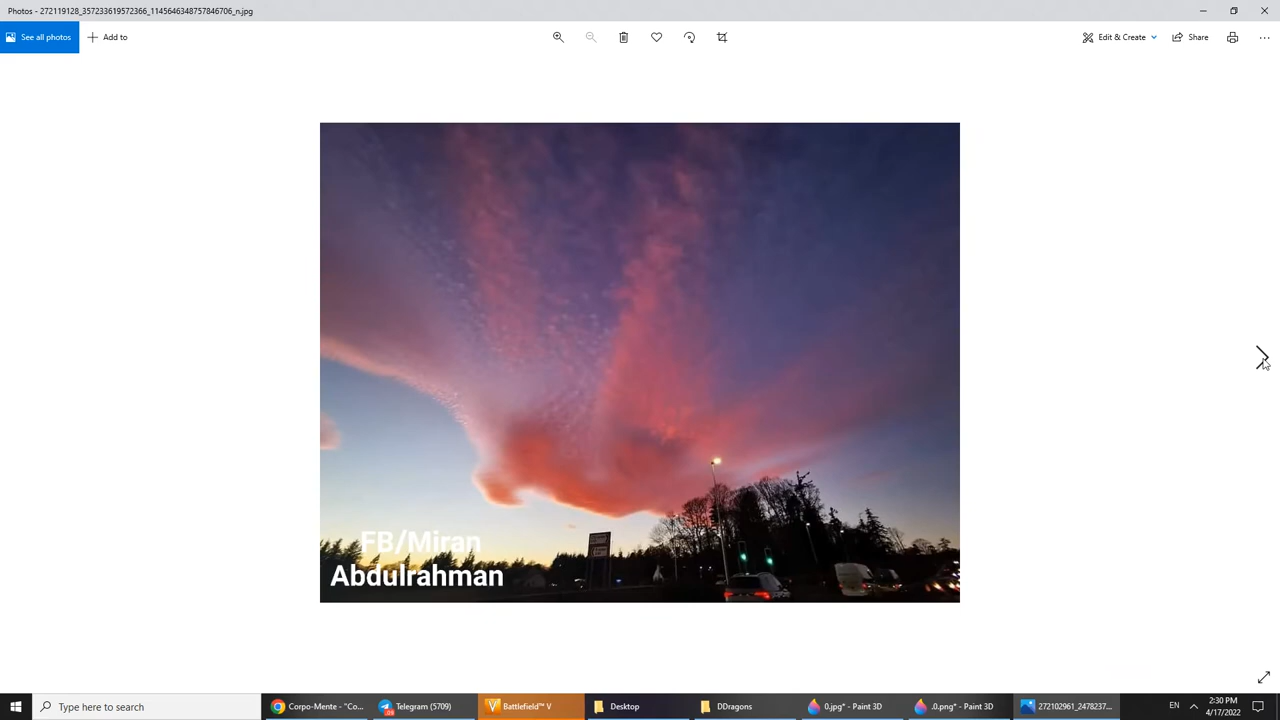 Photos - 272119128_357233619572366_1145646348757846706_n.jpg
See all photos
Add to
Edit & Create
Share
FB/Miran
Abdulrahman
Type here to search
Corpo-Mente - "Co...
Telegram (5709)
Battlefield™ V
Desktop
DDragons
0.jpg* - Paint 3D
.0.png* - Paint 3D
272102961_2478237...
EN
2:30 PM
4/17/2022